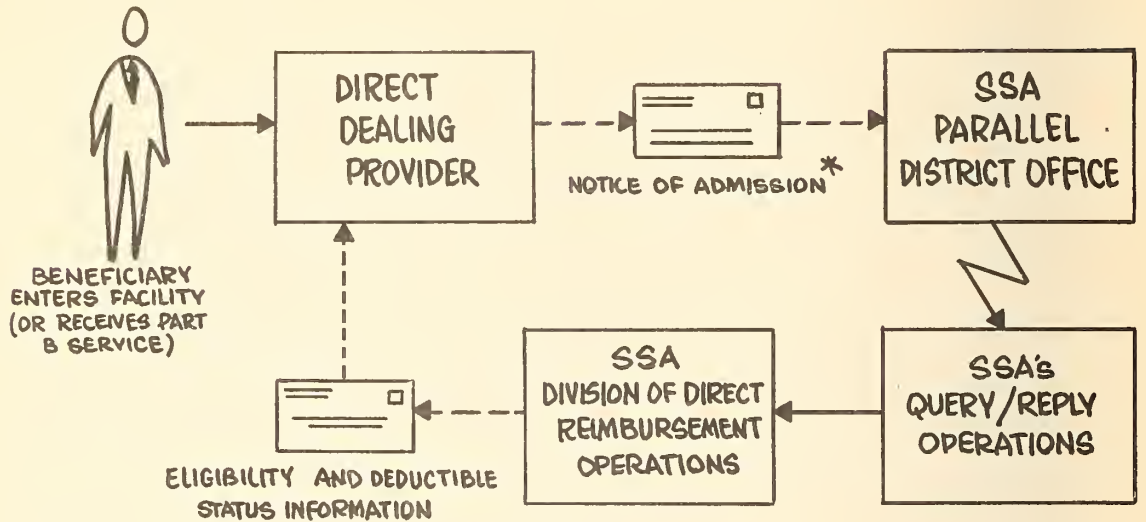 DIRECT
DEALING
PROVIDER
NOTICE OF ADMISSION*
SSA
PARALLEL
DISTRICT OFFICE
BENEFICIARY
ENTERS FACILITY
(OR RECEIVES PART
B SERVICE)
SSA's
QUERY/REPLY
OPERATIONS
SSA
DIVISION OF DIRECT
REIMBURSEMENT
OPERATIONS
ELIGIBILITY AND DEDUCTIBLE
STATUS INFORMATION